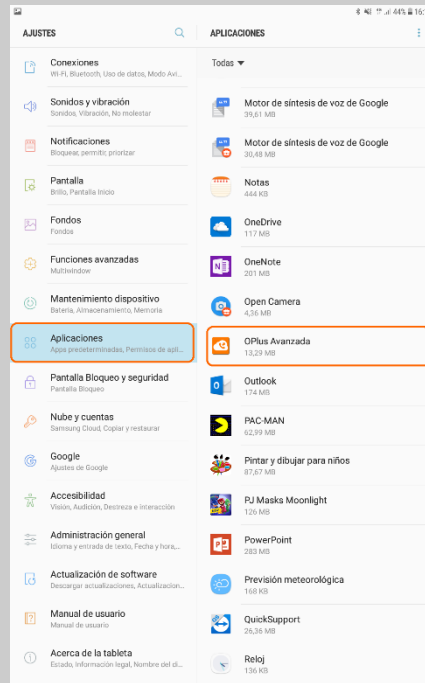 44% 16:
AJUSTES
Conexiones
Wi-Fi, Bluetooth, Uso de datos, Modo Avi...
Sonidos y vibración
Sonidos, Vibración, No molestar
Notificaciones
Bloquear, permitir, priorizar
Pantalla
Brillo, Pantalla Inicio
Fondos
Fondos
Funciones avanzadas
Multiwindow
Mantenimiento dispositivo
Batería, Almacenamiento, Memoria
Aplicaciones
Apps predeterminadas, Permisos de apli...
Pantalla Bloqueo y seguridad
Pantalla Bloqueo
Nube y cuentas
Samsung Cloud, Copiar y restaurar
Google
Ajustes de Google
Accesibilidad
Visión, Audición, Destreza e interacción
Administración general
Idioma y entrada de texto, Fecha y hora,...
Actualización de software
Descargar actualizaciones, Actualizacion...
Manual de usuario
Manual de usuario
Acerca de la tableta
Estado, Información legal, Nombre del di...
APLICACIONES
Todas
Motor de síntesis de voz de Google
39,61 MB
Motor de síntesis de voz de Google
30,48 MB
Notas
444 KB
OneDrive
117 MB
OneNote
201 MB
Open Camera
4,36 MB
OPlus Avanzada
13,29 MB
Outlook
174 MB
PAC-MAN
62,99 MB
Pintar y dibujar para niños
87,67 MB
PJ Masks Moonlight
126 MB
PowerPoint
283 MB
Previsión meteorológica
168 KB
QuickSupport
26,36 MB
Reloj
136 KB